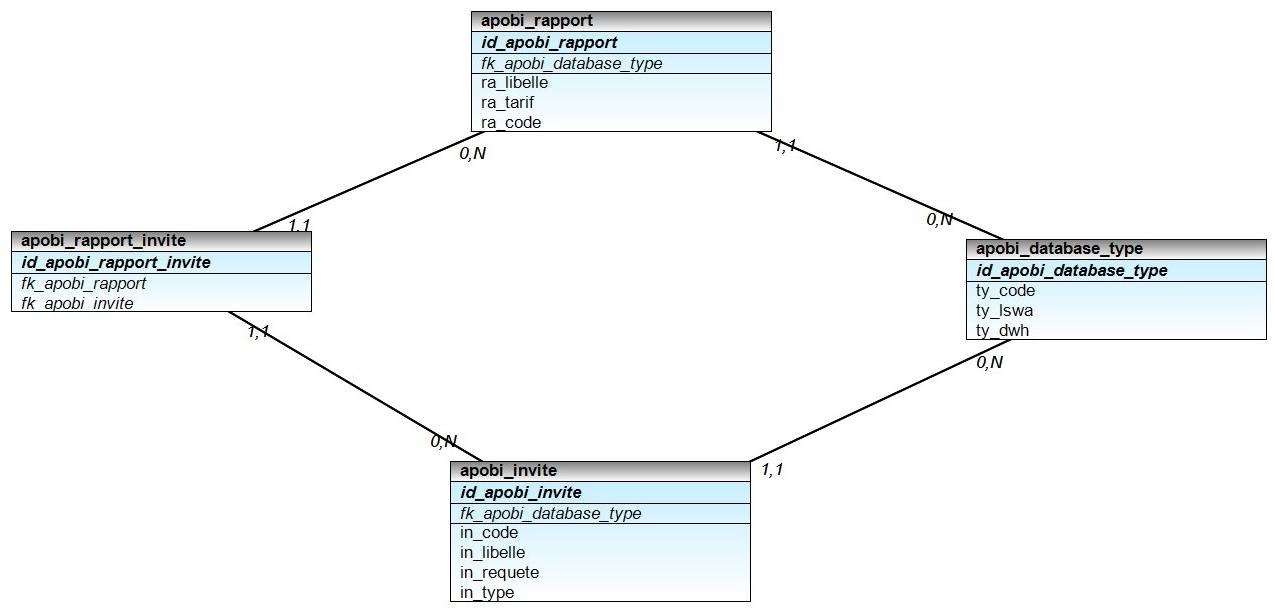 apobi_rapport
id_apobi_rapport
fk_apobi_database_type
ra_libelle
ra_tarif
ra_code
0,N
1,1
1,1
0,N
apobi_rapport_invite
id_apobi_rapport_invite
fk_apobi_rapport
fk_apobi_invite
apobi_database_type
id_apobi_database_type
ty_code
ty_lswa
ty_dwh
1,1
0,N
0,N
1,1
apobi_invite
id_apobi_invite
fk_apobi_database_type
in_code
in_libelle
in_requete
in_type